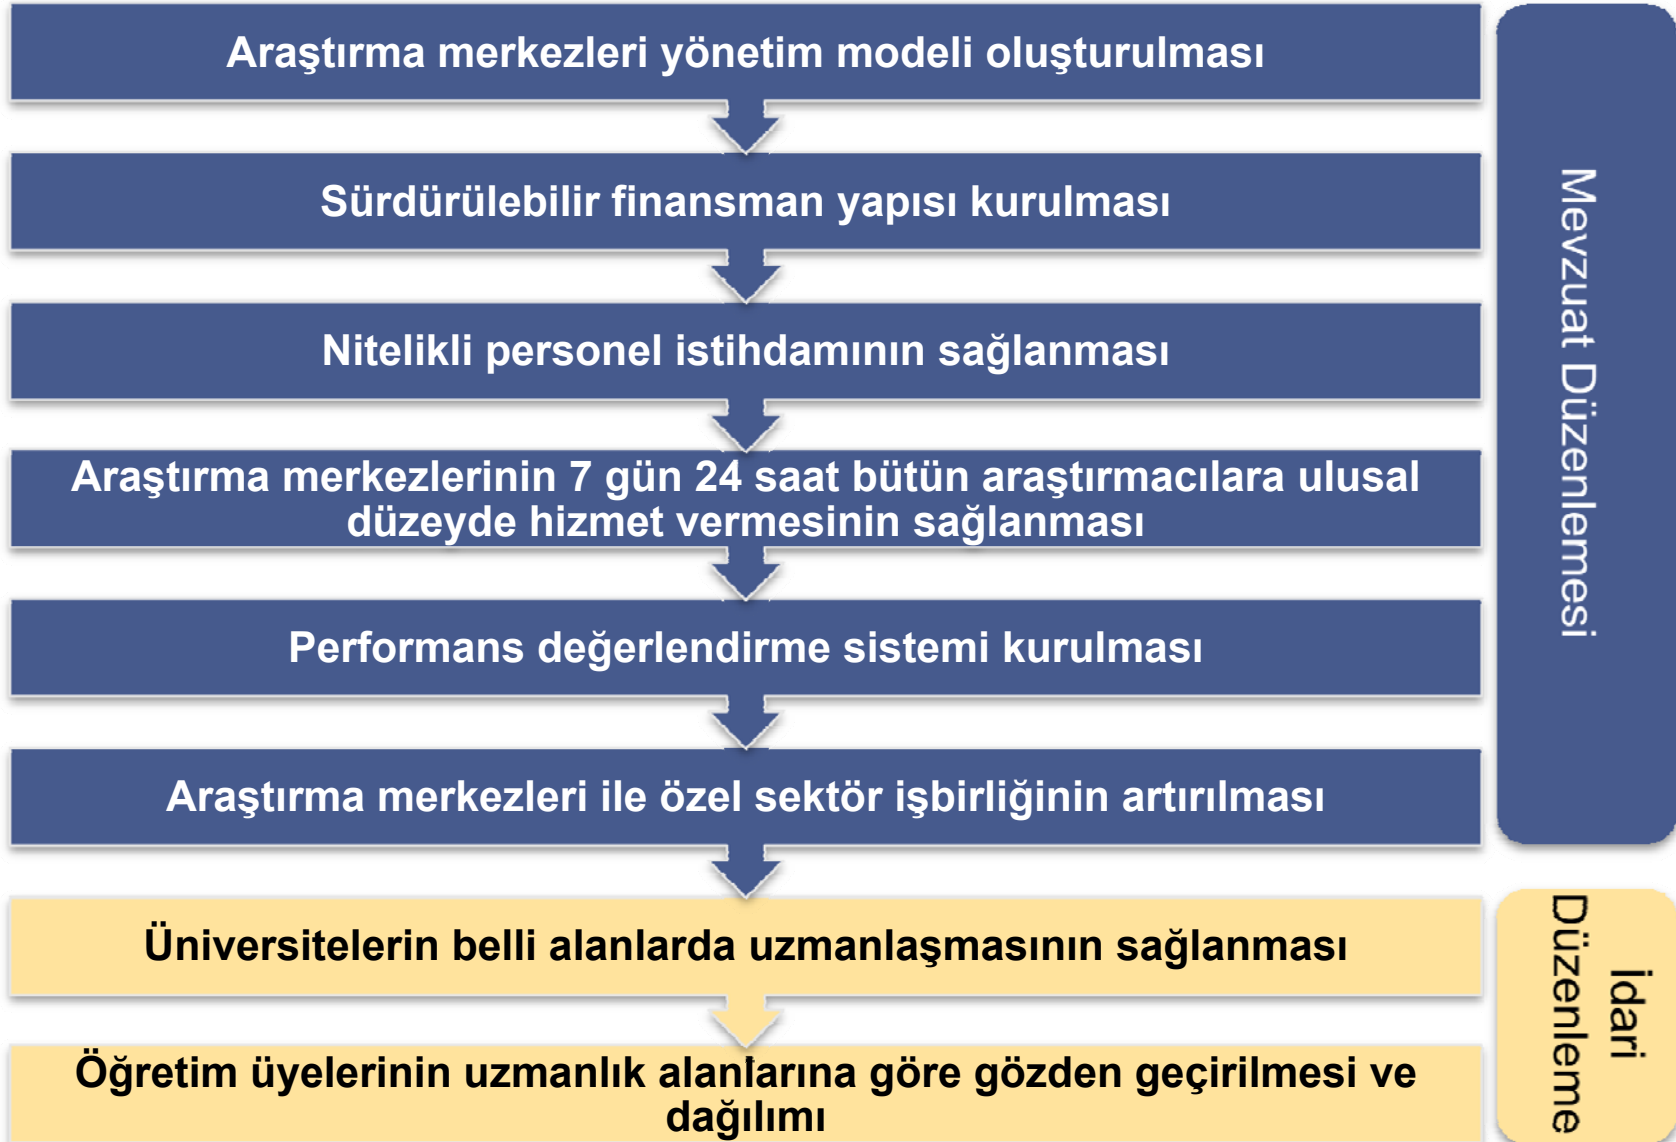 Araştırma merkezleri yönetim modeli oluşturulması
Sürdürülebilir finansman yapısı kurulması
Nitelikli personel istihdamının sağlanması
Araştırma merkezlerinin 7 gün 24 saat bütün araştırmacılara ulusal
düzeyde hizmet vermesinin sağlanması
Performans değerlendirme sistemi kurulması
Araştırma merkezleri ile özel sektör işbirliğinin artırılması
Mevzuat Düzenlemesi
Üniversitelerin belli alanlarda uzmanlaşmasının sağlanması
Öğretim üyelerinin uzmanlık alanlarına göre gözden geçirilmesi ve
dağılımı
İdari
Düzenleme